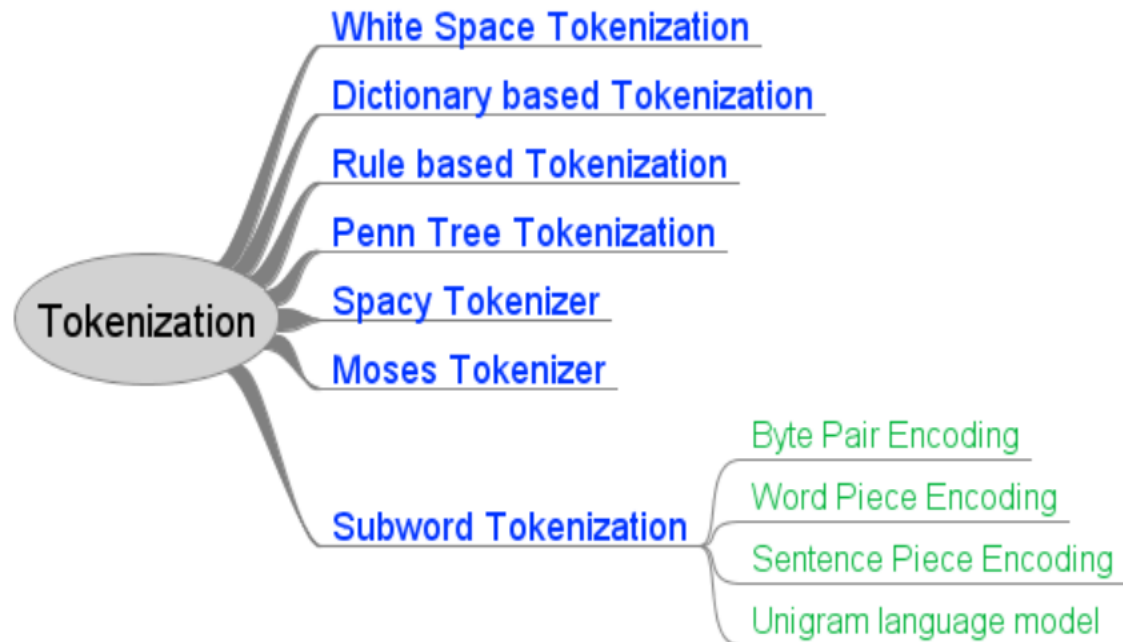 White Space Tokenization
Dictionary based Tokenization
Rule based Tokenization
Penn Tree Tokenization
Spacy Tokenizer
Tokenization
Moses Tokenizer
Subword Tokenization
Byte Pair Encoding
Word Piece Encoding
Sentence Piece Encoding
Unigram language model